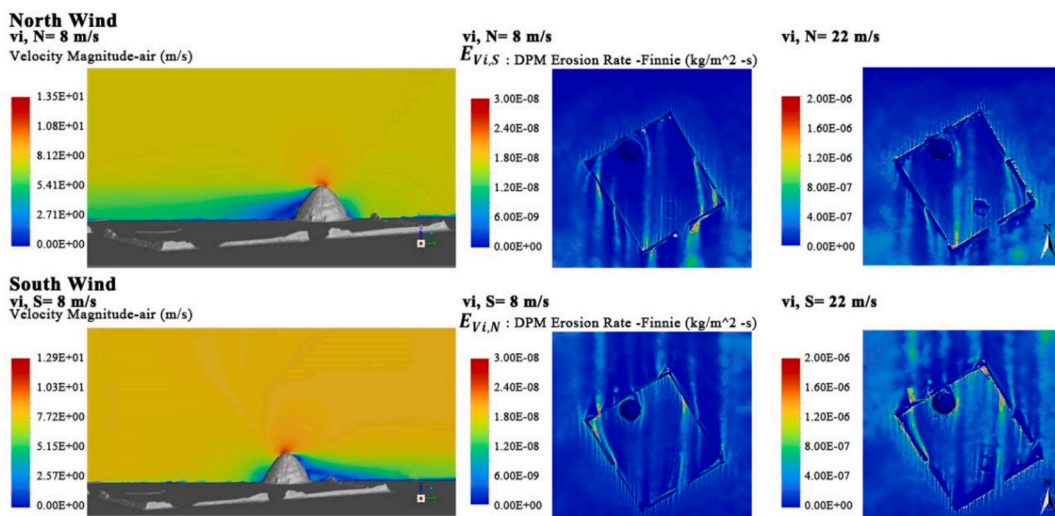 North Wind
vi, N= 8 m/s
Velocity Magnitude-air (m/s)
1.35E+01
1.08E+01
8.12E+00
5.41E+00
2.71E+00
0.00E+00
vi, N= 8 m/s
E Vi,S : DPM Erosion Rate -Finnie (kg/m^2 -s)
3.00E-08
2.40E-08
1.80E-08
1.20E-08
6.00E-09
0.00E+00
vi, N= 22 m/s
2.00E-06
1.60E-06
1.20E-06
8.00E-07
4.00E-07
0.00E+00
N
South Wind
vi, S= 8 m/s
Velocity Magnitude-air (m/s)
1.29E+01
1.03E+01
7.72E+00
5.15E+00
2.57E+00
0.00E+00
vi, S= 8 m/s
E Vi,N : DPM Erosion Rate -Finnie (kg/m^2 -s)
3.00E-08
2.40E-08
1.80E-08
1.20E-08
6.00E-09
0.00E+00
vi, S= 22 m/s
2.00E-06
1.60E-06
1.20E-06
8.00E-07
4.00E-07
0.00E+00
N